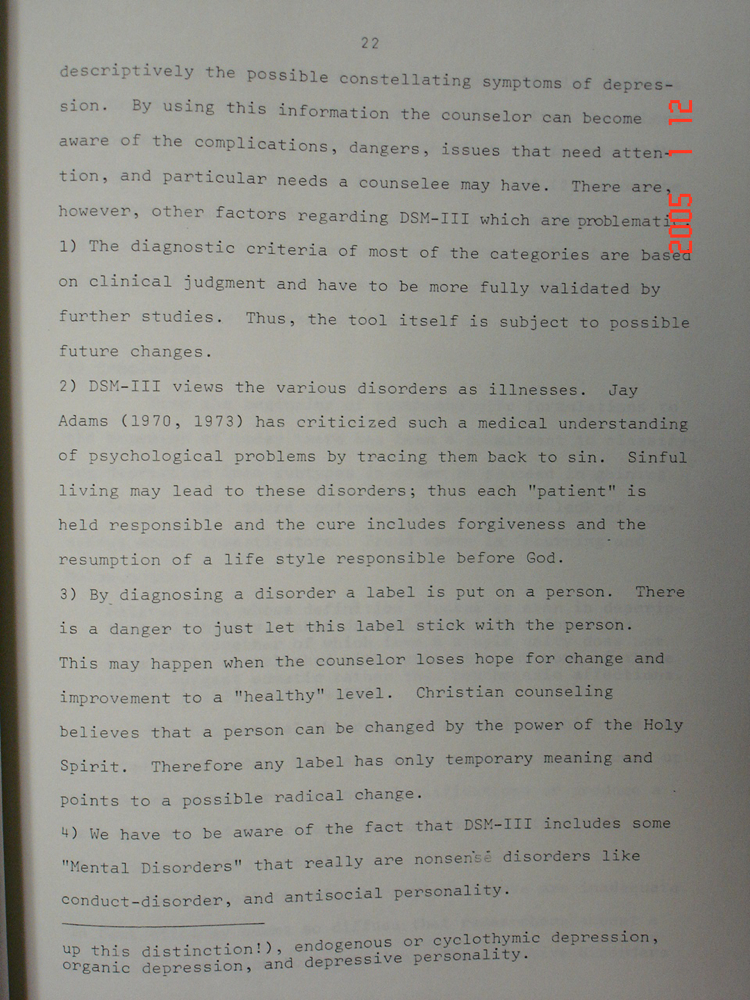 22
descriptively the possible constellating symptoms of depres-
sion. By using this information the counselor can become
aware of the complications, dangers, issues that need atten-
tion, and particular needs a counselee may have. There are,
however, other factors regarding DSM-III which are problemati
1) The diagnostic criteria of most of the categories are based
on clinical judgment and have to be more fully validated by
further studies. Thus, the tool itself is subject to possible
future changes.
2) DSM-III views the various disorders as illnesses. Jay
Adams (1970, 1973) has criticized such a medical understanding
of psychological problems by tracing them back to sin. Sinful
living may lead to these disorders; thus each "patient" is
held responsible and the cure includes forgiveness and the
resumption of a life style responsible before God.
3) By diagnosing a disorder a label is put on a person. There
is a danger to just let this label stick with the person.
This may happen when the counselor loses hope for change and
improvement to a "healthy" level. Christian counseling
believes that a person can be changed by the power of the Holy
Spirit. Therefore any label has only temporary meaning and
points to a possible radical change.
4) We have to be aware of the fact that DSM-III includes some
"Mental Disorders" that really are nonsense disorders like
conduct-disorder, and antisocial personality.
up this distinction!), endogenous or cyclothymic depression,
organic depression, and depressive personality.
2005 1 12